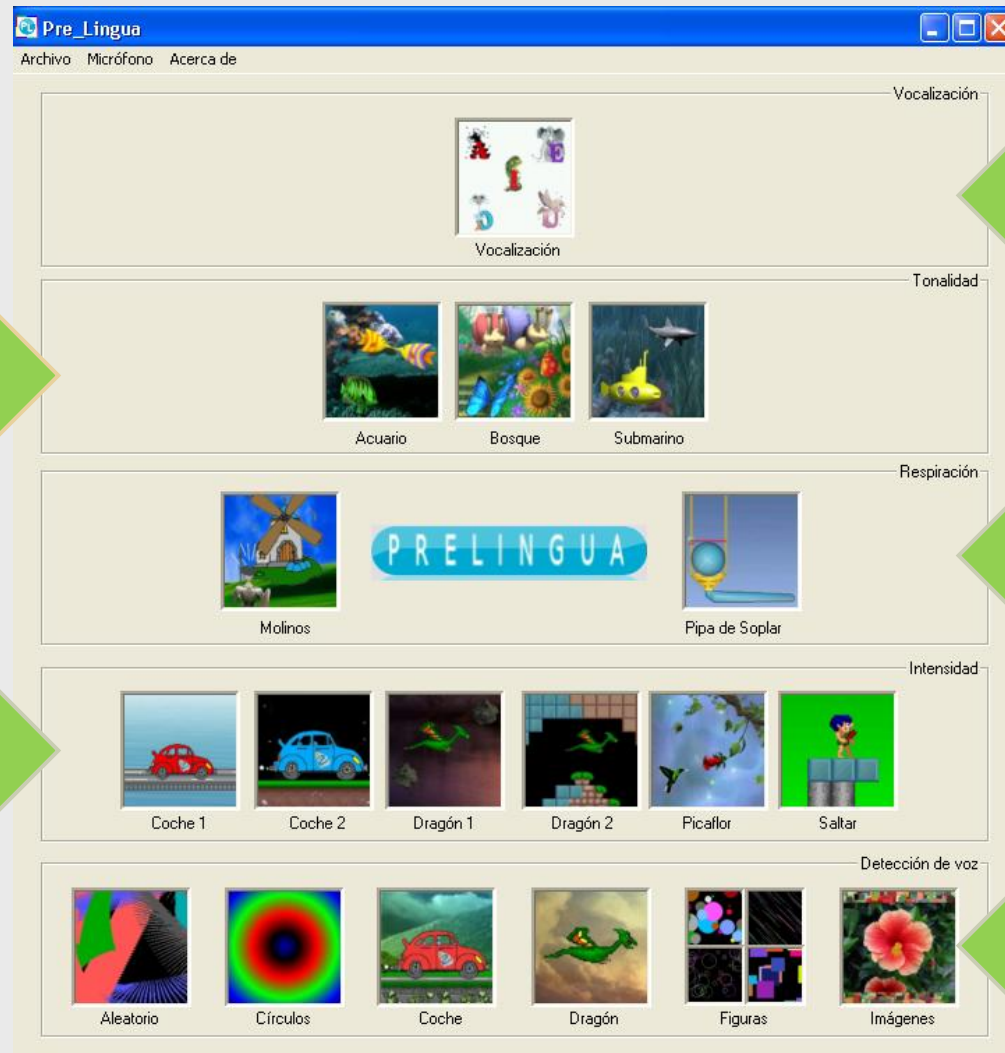 Pre_Lingua
Archivo Micrófono Acerca de
Vocalización
A E I O U
Vocalización
Tonalidad
Acuario Bosque Submarino
Respiración
PRELINGUA
Molinos Pipa de Soplar
Intensidad
Coche 1 Coche 2 Dragón 1 Dragón 2 Picaflor Saltar
Detección de voz
Aleatorio Círculos Coche Dragón Figuras Imágenes